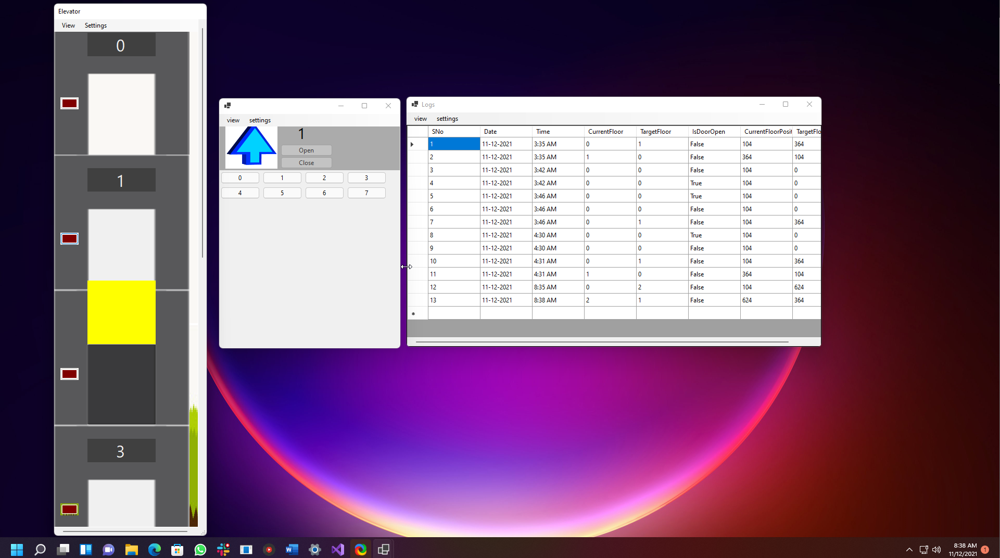 Elevator
View Settings
0
1
3
view settings
1
Open
Close
0 1 2 3
4 5 6 7
Logs
view settings
SNo Date Time CurrentFloor TargetFloor IsDoorOpen CurrentFloorPosit TargetFlo
1 11-12-2021 3:35 AM 0 1 False 104 364
2 11-12-2021 3:35 AM 1 0 False 364 104
3 11-12-2021 3:42 AM 0 0 False 104 0
4 11-12-2021 3:42 AM 0 0 True 104 0
5 11-12-2021 3:46 AM 0 0 True 104 0
6 11-12-2021 3:46 AM 0 0 False 104 0
7 11-12-2021 3:46 AM 0 1 False 104 364
8 11-12-2021 4:30 AM 0 0 True 104 0
9 11-12-2021 4:30 AM 0 0 False 104 0
10 11-12-2021 4:31 AM 0 1 False 104 364
11 11-12-2021 4:31 AM 1 0 False 364 104
12 11-12-2021 8:35 AM 0 2 False 104 624
13 11-12-2021 8:38 AM 2 1 False 624 364
W
8:38 AM
11/12/2021
1